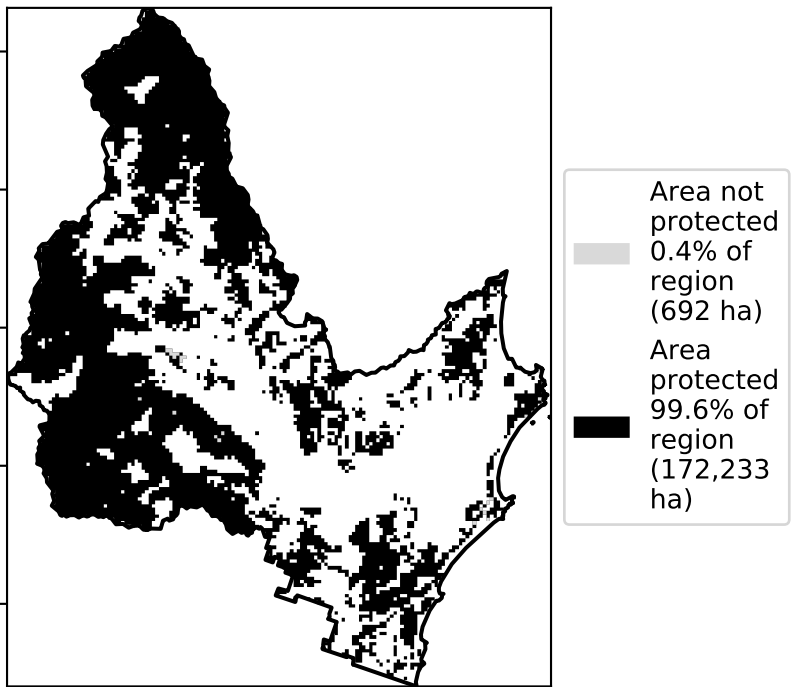 Area not
protected
0.4% of
region
(692 ha)
Area
protected
99.6% of
region
(172,233
ha)